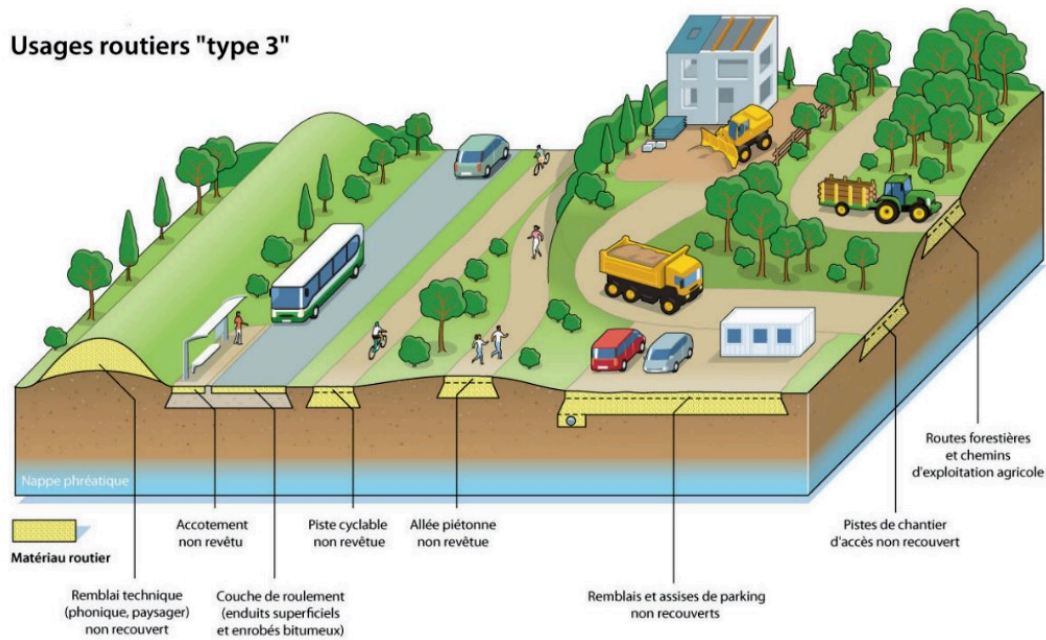 Usages routiers "type 3"
Nappe phréatique
Matériau routier
Remblai technique
(phonique, paysager)
non recouvert
Accotement
non revêtu
Couche de roulement
(enduits superficiels
et enrobés bitumeux)
Piste cyclable
non revêtue
Allée piétonne
non revêtue
Remblais et assises de parking
non recouverts
Pistes de chantier
d'accès non recouvert
Routes forestières
et chemins
d'exploitation agricole